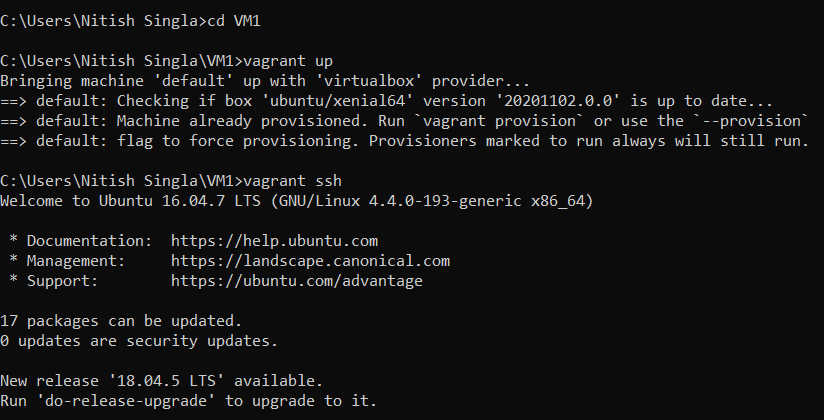 C:\Users\Nitish Singla>cd VM1
C:\Users\Nitish Singla\VM1>vagrant up
Bringing machine 'default' up with 'virtualbox' provider...
==> default: Checking if box 'ubuntu/xenial64' version '20201102.0.0' is up to date...
==> default: Machine already provisioned. Run `vagrant provision` or use the `--provision`
==> default: flag to force provisioning. Provisioners marked to run always will still run.
C:\Users\Nitish Singla\VM1>vagrant ssh
Welcome to Ubuntu 16.04.7 LTS (GNU/Linux 4.4.0-193-generic x86_64)
* Documentation:  https://help.ubuntu.com
* Management:     https://landscape.canonical.com
* Support:        https://ubuntu.com/advantage
17 packages can be updated.
0 updates are security updates.
New release '18.04.5 LTS' available.
Run 'do-release-upgrade' to upgrade to it.